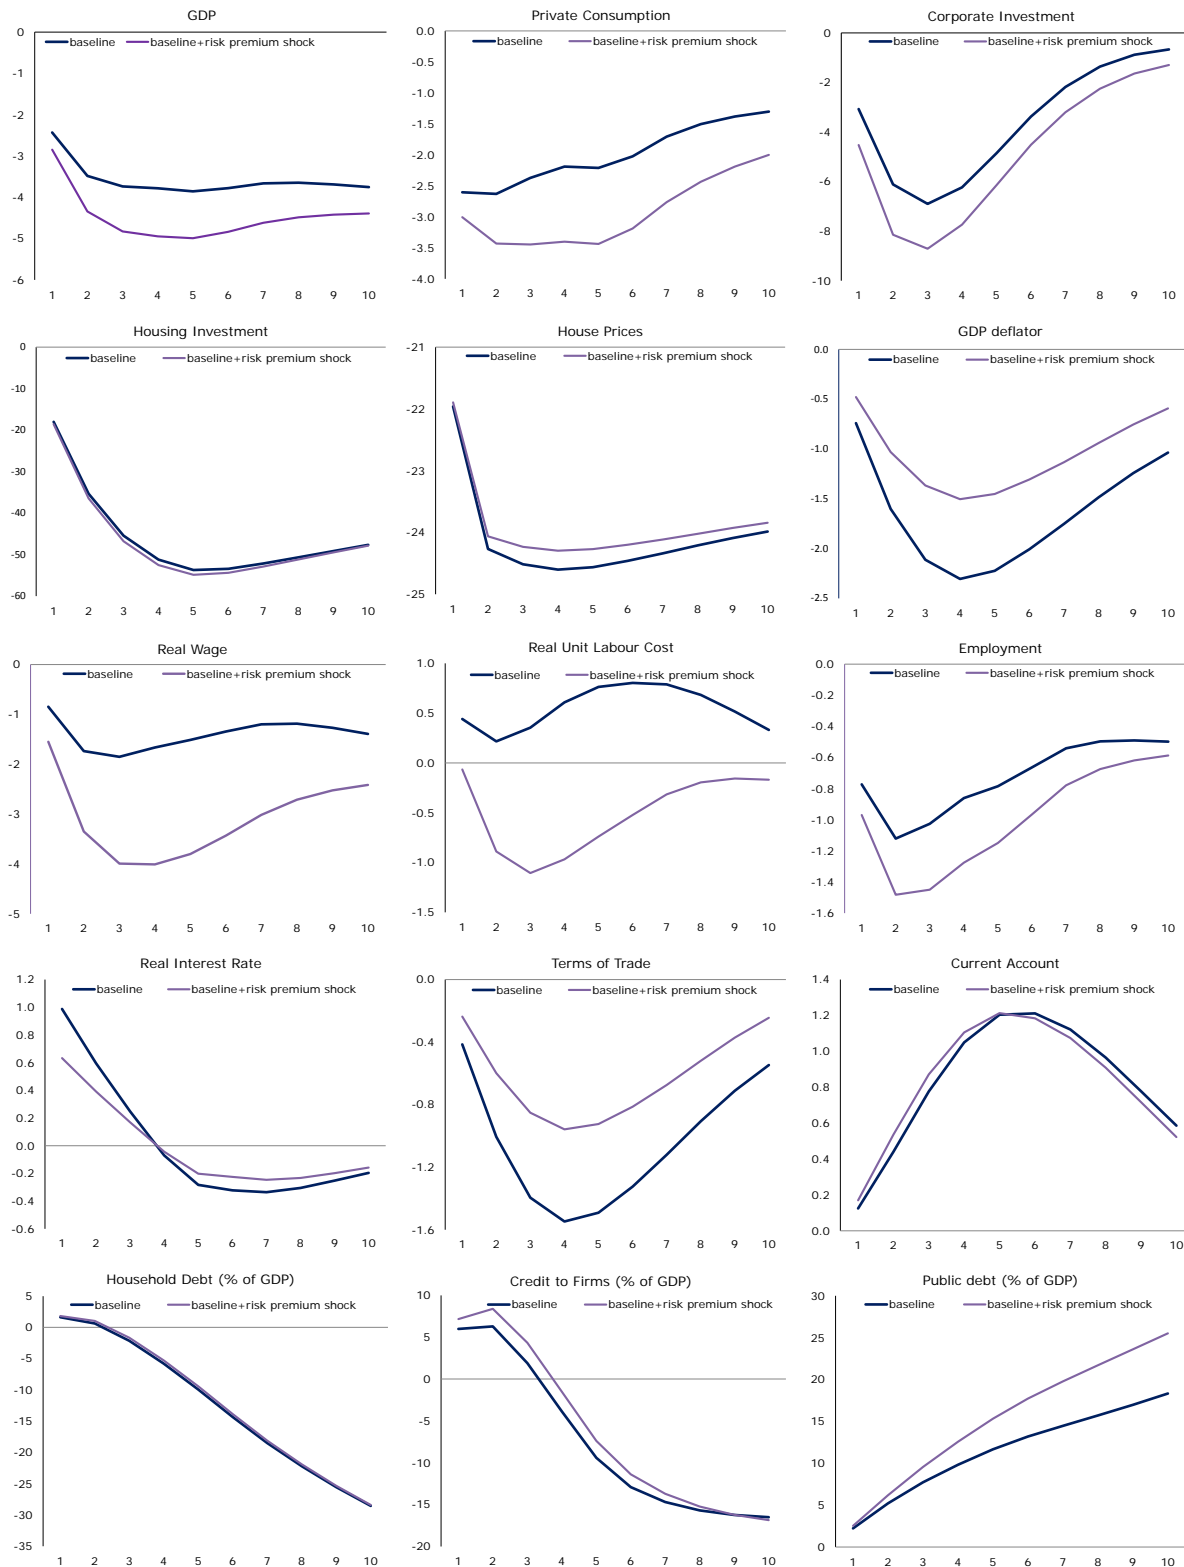 GDP
0
baseline
baseline+risk premium shock
-1
-2
-3
-4
-5
-6
1 2 3 4 5 6 7 8 9 10
Private Consumption
0.0
baseline
baseline+risk premium shock
-0.5
-1.0
-1.5
-2.0
-2.5
-3.0
-3.5
-4.0
1 2 3 4 5 6 7 8 9 10
Corporate Investment
0
baseline
baseline+risk premium shock
-2
-4
-6
-8
-10
1 2 3 4 5 6 7 8 9 10
Housing Investment
0
baseline
baseline+risk premium shock
-10
-20
-30
-40
-50
-60
1 2 3 4 5 6 7 8 9 10
House Prices
-21
baseline
baseline+risk premium shock
-22
-23
-24
-25
1 2 3 4 5 6 7 8 9 10
GDP deflator
0.0
baseline
baseline+risk premium shock
-0.5
-1.0
-1.5
-2.0
-2.5
1 2 3 4 5 6 7 8 9 10
Real Wage
0
baseline
baseline+risk premium shock
-1
-2
-3
-4
-5
1 2 3 4 5 6 7 8 9 10
Real Unit Labour Cost
1.0
baseline
baseline+risk premium shock
0.5
0.0
-0.5
-1.0
-1.5
1 2 3 4 5 6 7 8 9 10
Employment
0.0
baseline
baseline+risk premium shock
-0.2
-0.4
-0.6
-0.8
-1.0
-1.2
-1.4
-1.6
1 2 3 4 5 6 7 8 9 10
Real Interest Rate
1.2
baseline
baseline+risk premium shock
1.0
0.8
0.6
0.4
0.2
0.0
-0.2
-0.4
-0.6
1 2 3 4 5 6 7 8 9 10
Terms of Trade
0.0
baseline
baseline+risk premium shock
-0.4
-0.8
-1.2
-1.6
1 2 3 4 5 6 7 8 9 10
Current Account
1.4
baseline
baseline+risk premium shock
1.2
1.0
0.8
0.6
0.4
0.2
0.0
1 2 3 4 5 6 7 8 9 10
Household Debt (% of GDP)
5
baseline
baseline+risk premium shock
0
-5
-10
-15
-20
-25
-30
-35
1 2 3 4 5 6 7 8 9 10
Credit to Firms (% of GDP)
10
baseline
baseline+risk premium shock
5
0
-5
-10
-15
-20
1 2 3 4 5 6 7 8 9 10
Public debt (% of GDP)
30
baseline
baseline+risk premium shock
25
20
15
10
5
0
1 2 3 4 5 6 7 8 9 10